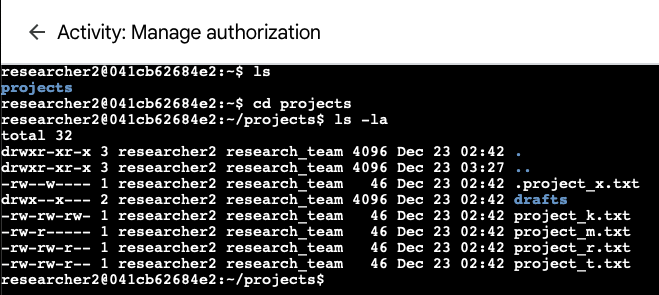 ← Activity: Manage authorization
researcher2@041cb62684e2:~$ ls
projects
researcher2@041cb62684e2:~$ cd projects
researcher2@041cb62684e2:~/projects$ ls -la
total 32
drwxr-xr-x 3 researcher2 research_team 4096 Dec 23 02:42 .
drwxr-xr-x 3 researcher2 research_team 4096 Dec 23 03:27 ..
-rw--w---- 1 researcher2 research_team   46 Dec 23 02:42 .project_x.txt
drwx--x--- 2 researcher2 research_team 4096 Dec 23 02:42 drafts
-rw-rw-rw- 1 researcher2 research_team   46 Dec 23 02:42 project_k.txt
-rw-r----- 1 researcher2 research_team   46 Dec 23 02:42 project_m.txt
-rw-rw-r-- 1 researcher2 research_team   46 Dec 23 02:42 project_r.txt
-rw-rw-r-- 1 researcher2 research_team   46 Dec 23 02:42 project_t.txt
researcher2@041cb62684e2:~/projects$